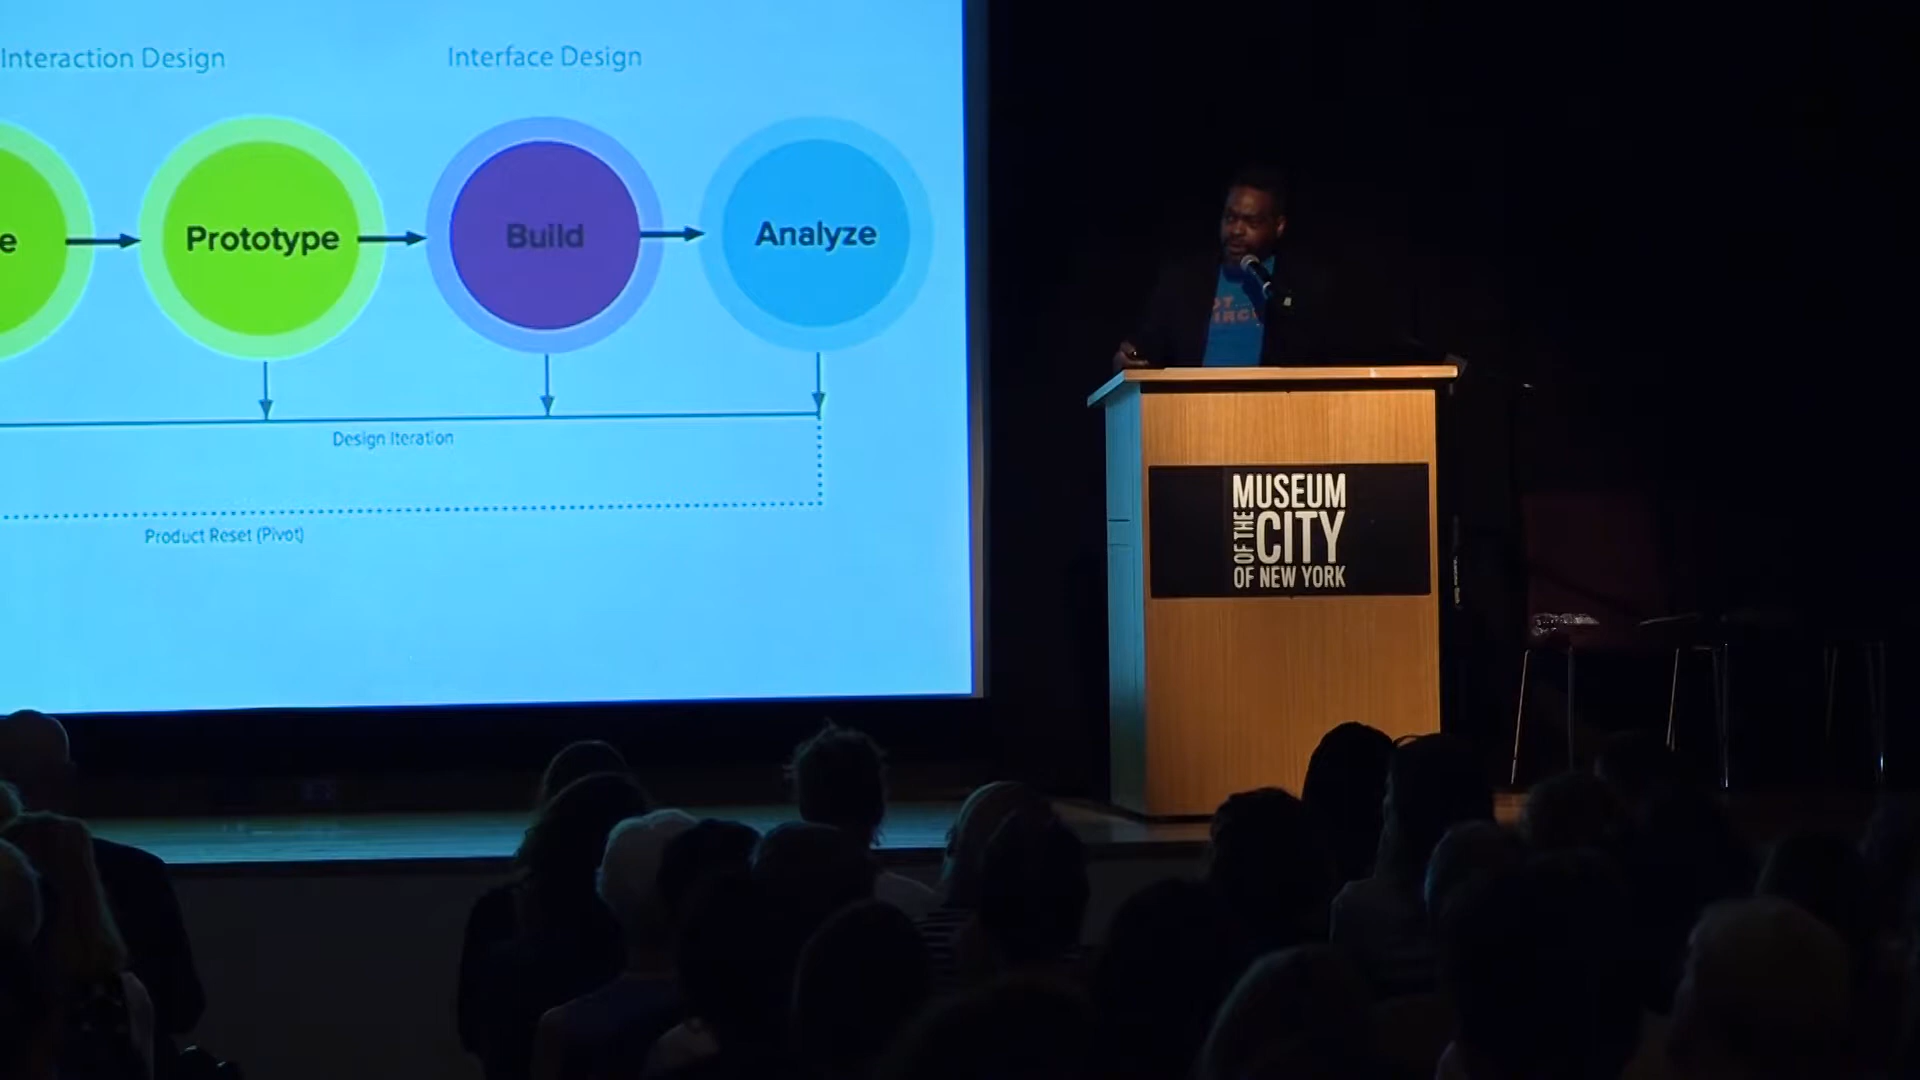 Interaction Design
Interface Design
e
Prototype
Build
Analyze
Design Iteration
Product Reset (Pivot)
MUSEUM
OF THE
CITY
OF NEW YORK